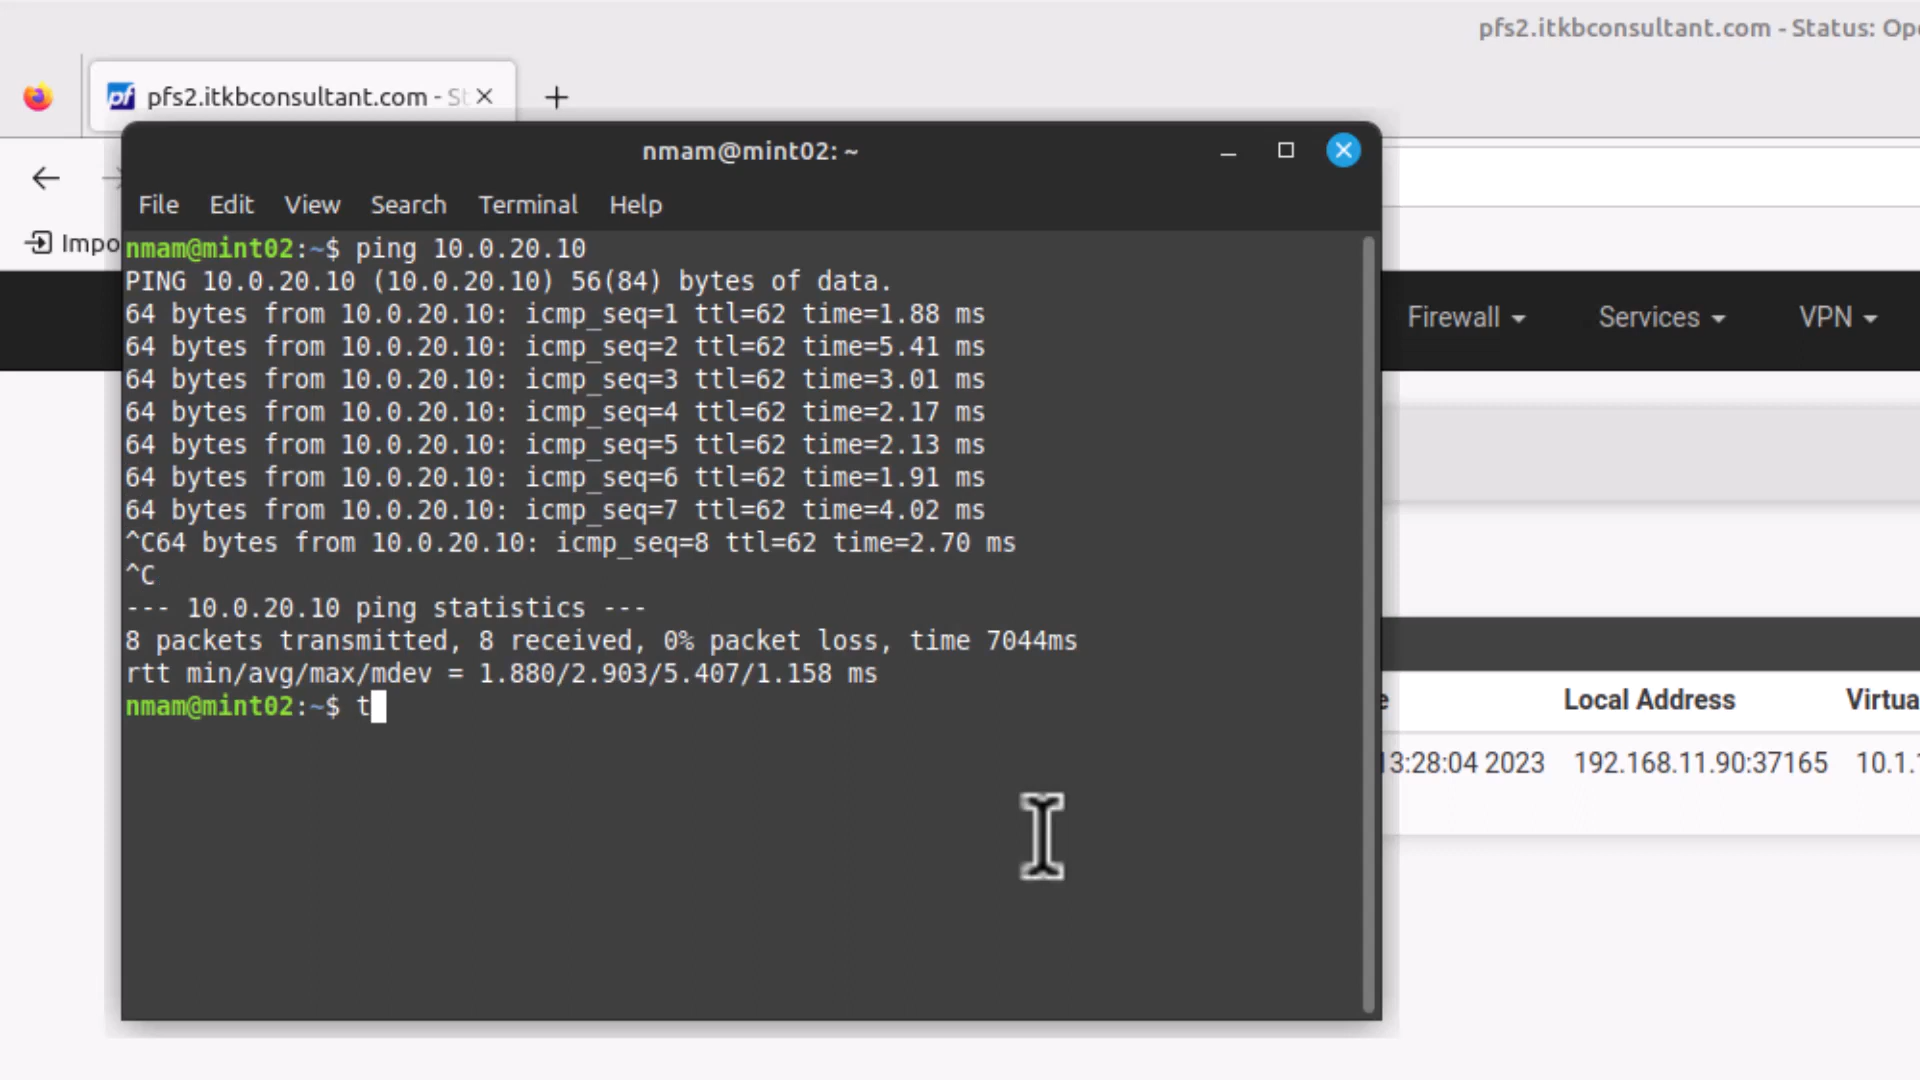 pfs2.itkbconsultant.com - Status: Ope
pfs2.itkbconsultant.com - St
nmam@mint02: ~
File Edit View Search Terminal Help
Impo
nmam@mint02:~$ ping 10.0.20.10
PING 10.0.20.10 (10.0.20.10) 56(84) bytes of data.
64 bytes from 10.0.20.10: icmp_seq=1 ttl=62 time=1.88 ms
64 bytes from 10.0.20.10: icmp_seq=2 ttl=62 time=5.41 ms
64 bytes from 10.0.20.10: icmp_seq=3 ttl=62 time=3.01 ms
64 bytes from 10.0.20.10: icmp_seq=4 ttl=62 time=2.17 ms
64 bytes from 10.0.20.10: icmp_seq=5 ttl=62 time=2.13 ms
64 bytes from 10.0.20.10: icmp_seq=6 ttl=62 time=1.91 ms
64 bytes from 10.0.20.10: icmp_seq=7 ttl=62 time=4.02 ms
^C64 bytes from 10.0.20.10: icmp_seq=8 ttl=62 time=2.70 ms
^C
--- 10.0.20.10 ping statistics ---
8 packets transmitted, 8 received, 0% packet loss, time 7044ms
rtt min/avg/max/mdev = 1.880/2.903/5.407/1.158 ms
nmam@mint02:~$ t
Firewall Services VPN
e Local Address Virtua
13:28:04 2023 192.168.11.90:37165 10.1.